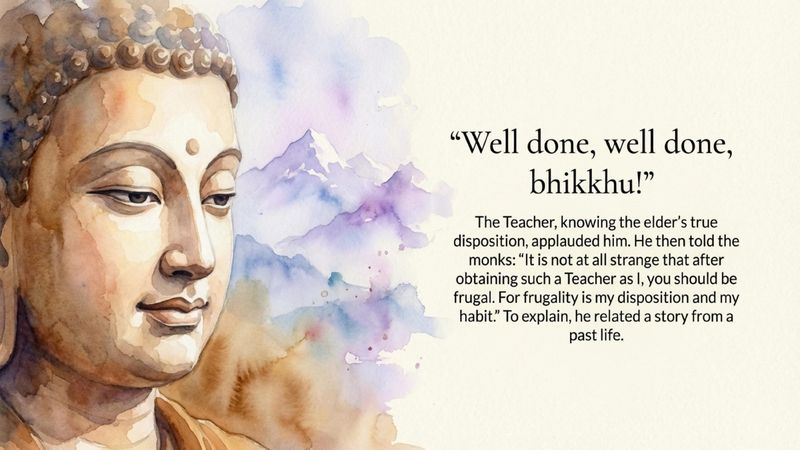 “Well done, well done,
bhikkhu!”
The Teacher, knowing the elder’s true
disposition, applauded him. He then told the
monks: “It is not at all strange that after
obtaining such a Teacher as I, you should be
frugal. For frugality is my disposition and my
habit.” To explain, he related a story from a
past life.